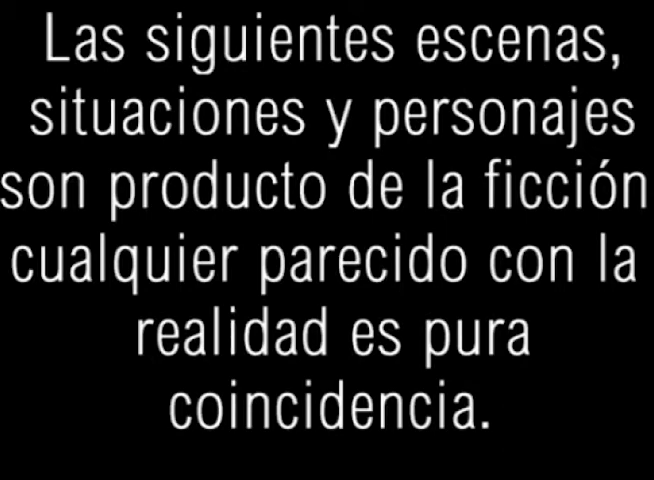 Las siguientes escenas,
situaciones y personajes
son producto de la ficción
cualquier parecido con la
realidad es pura
coincidencia.